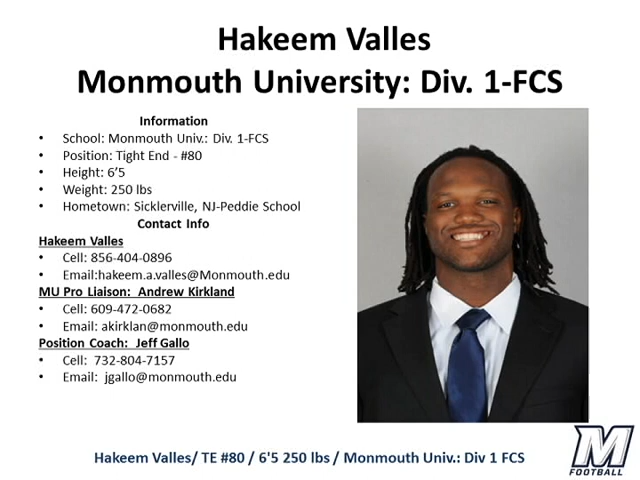 Hakeem Valles
Monmouth University: Div. 1-FCS
Information
• School: Monmouth Univ.: Div. 1-FCS
• Position: Tight End - #80
• Height: 6’5
• Weight: 250 lbs
• Hometown: Sicklerville, NJ-Peddie School
Contact Info
Hakeem Valles
• Cell: 856-404-0896
• Email:hakeem.a.valles@Monmouth.edu
MU Pro Liaison: Andrew Kirkland
• Cell: 609-472-0682
• Email: akirklan@monmouth.edu
Position Coach: Jeff Gallo
• Cell: 732-804-7157
• Email: jgallo@monmouth.edu
Hakeem Valles/ TE #80 / 6'5 250 lbs / Monmouth Univ.: Div 1 FCS
M
FOOTBALL